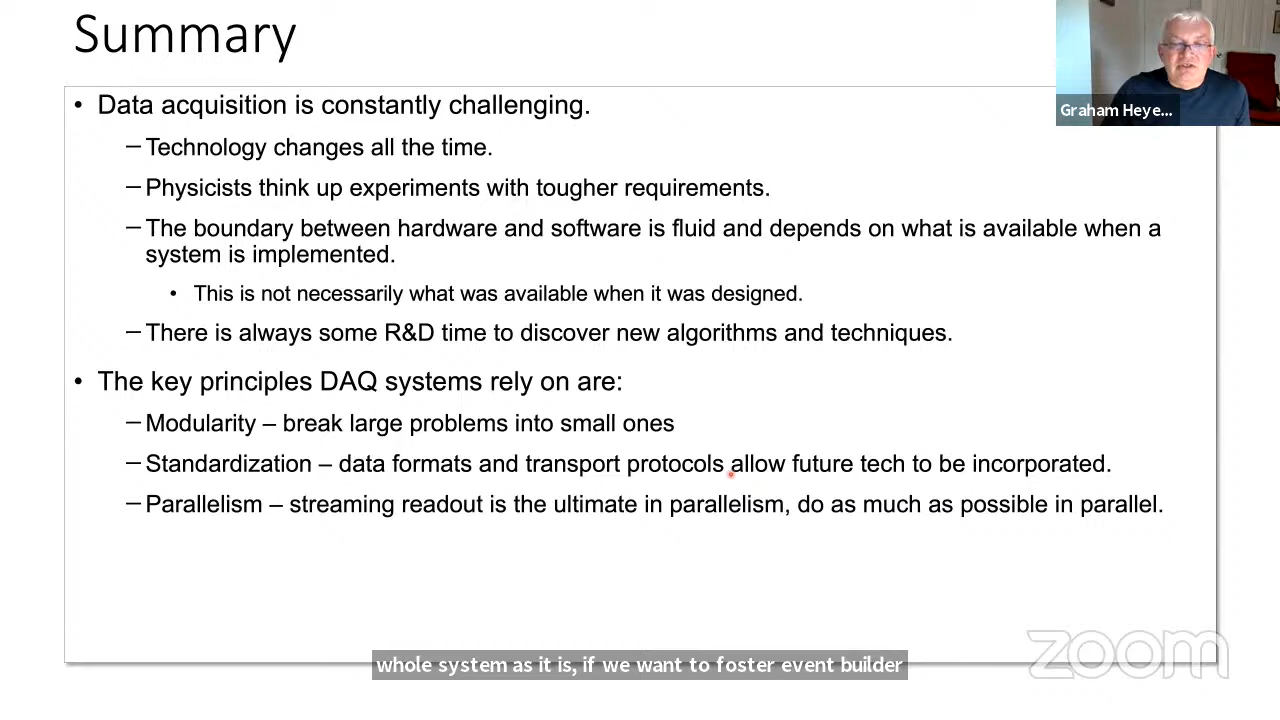 Summary
Graham Heye...
• Data acquisition is constantly challenging.
– Technology changes all the time.
– Physicists think up experiments with tougher requirements.
– The boundary between hardware and software is fluid and depends on what is available when a
system is implemented.
• This is not necessarily what was available when it was designed.
– There is always some R&D time to discover new algorithms and techniques.
• The key principles DAQ systems rely on are:
– Modularity – break large problems into small ones
– Standardization – data formats and transport protocols allow future tech to be incorporated.
– Parallelism – streaming readout is the ultimate in parallelism, do as much as possible in parallel.
zoom
whole system as it is, if we want to foster event builder